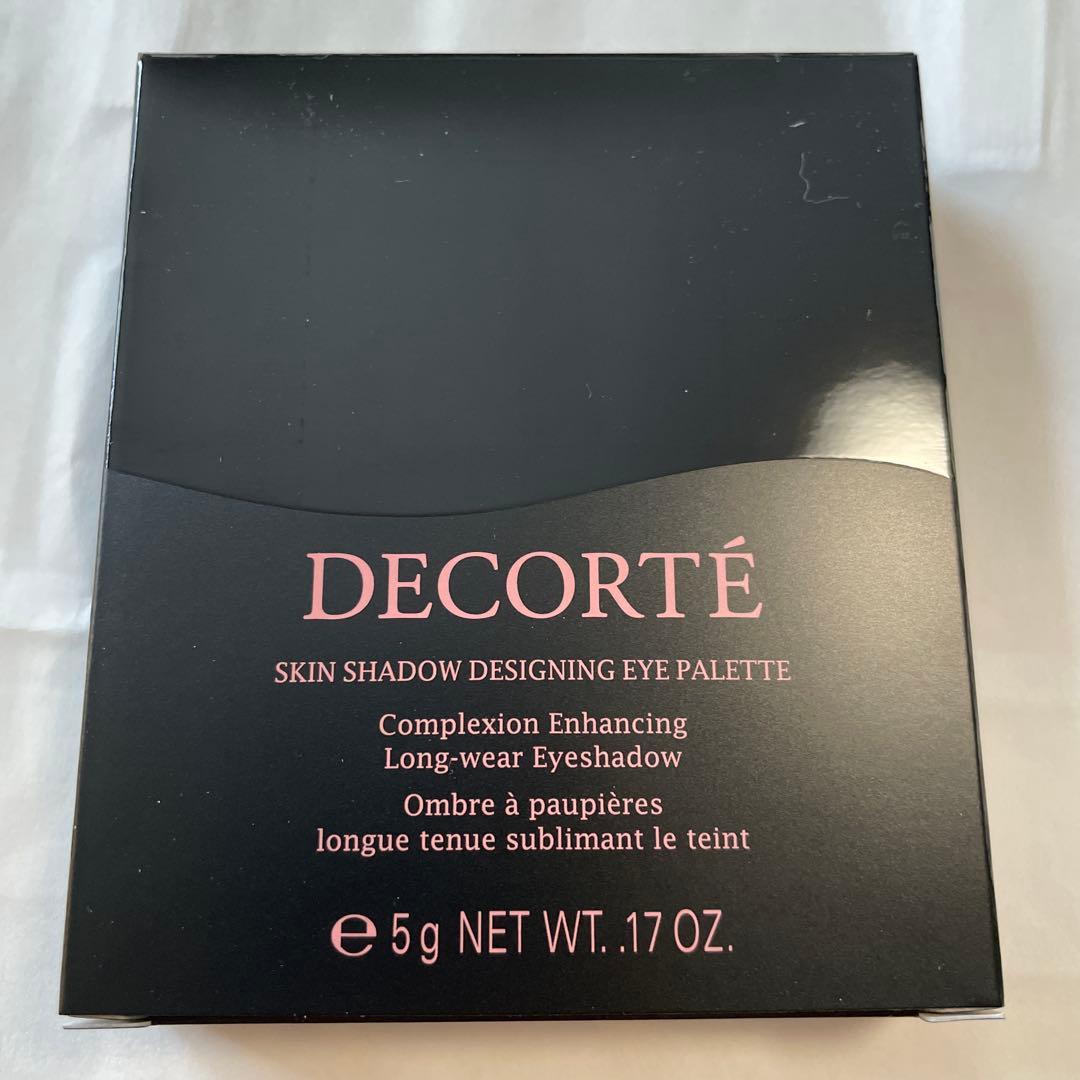 DECORTÉ
SKIN SHADOW DESIGNING EYE PALETTE
Complexion Enhancing
Long-wear Eyeshadow
Ombre à paupières
longue tenue sublimant le teint
℮ 5g NET WT. .17 OZ.